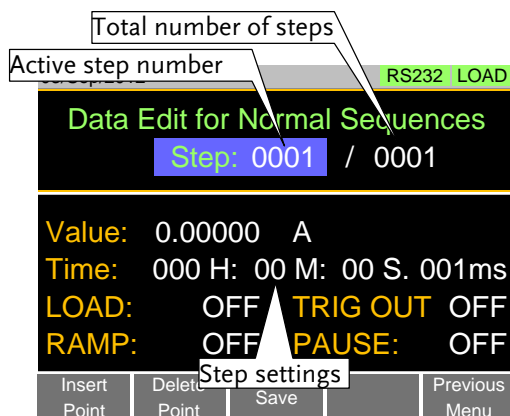 Total number of steps
Active step number
RS232 LOAD
Data Edit for Normal Sequences
Step: 0001 / 0001
Value: 0.00000 A
Time: 000 H: 00 M: 00 S. 001ms
LOAD: OFF TRIG OUT OFF
RAMP: OFF PAUSE: OFF
Step settings
Insert Point
Delete Point
Save
Previous Menu